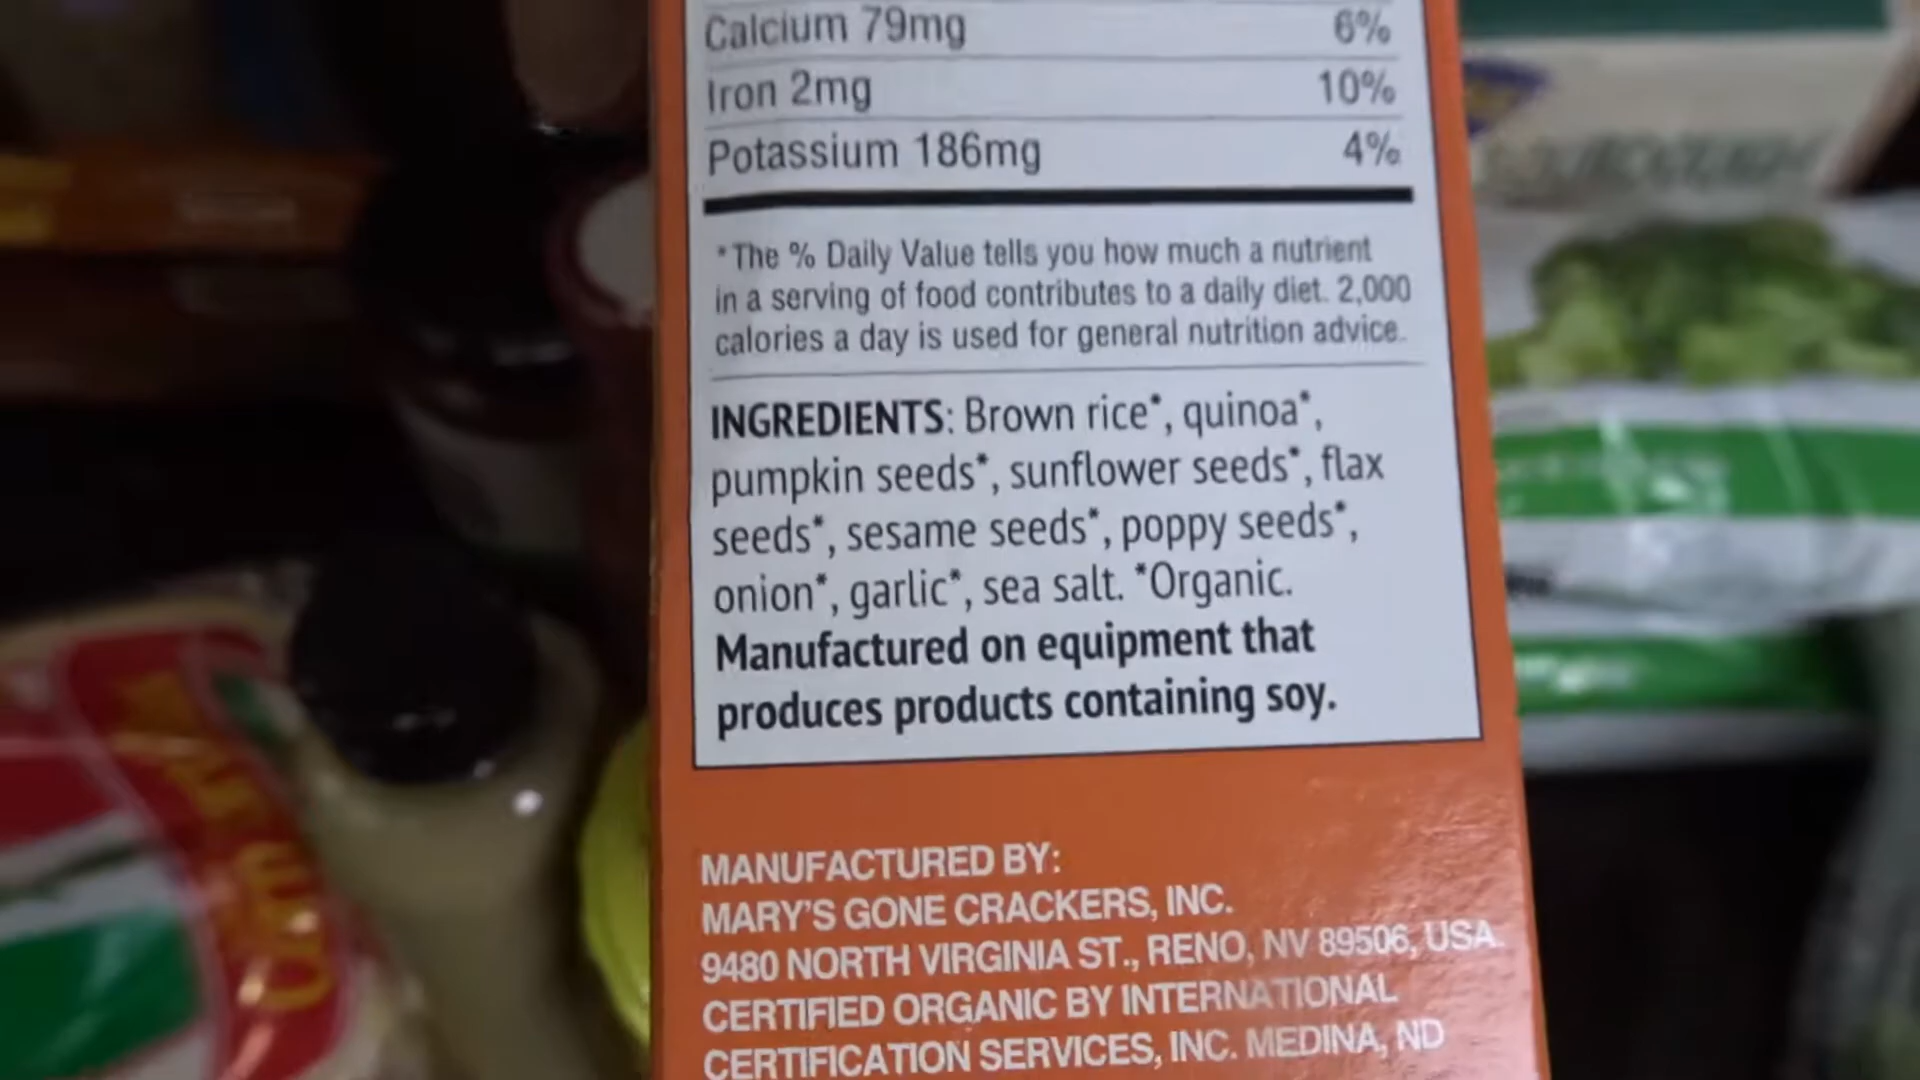 Calcium 79mg 6%
Iron 2mg 10%
Potassium 186mg 4%
*The % Daily Value tells you how much a nutrient
in a serving of food contributes to a daily diet. 2,000
calories a day is used for general nutrition advice.
INGREDIENTS: Brown rice*, quinoa*,
pumpkin seeds*, sunflower seeds*, flax
seeds*, sesame seeds*, poppy seeds*,
onion*, garlic*, sea salt. *Organic.
Manufactured on equipment that
produces products containing soy.
MANUFACTURED BY:
MARY'S GONE CRACKERS, INC.
9480 NORTH VIRGINIA ST., RENO, NV 89506, USA
CERTIFIED ORGANIC BY INTERNATIONAL
CERTIFICATION SERVICES, INC. MEDINA, ND